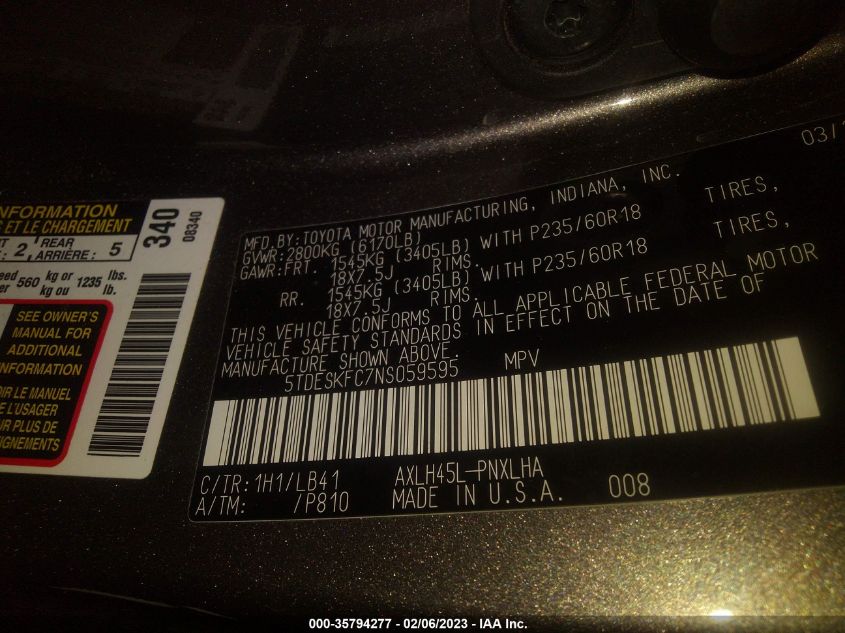 NFORMATION
ET LE CHARGEMENT
2, REAR 5
ARRIÈRE:
560 kg or 1235 lbs.
kg ou lb.
340
08340
SEE OWNER'S
MANUAL FOR
ADDITIONAL
INFORMATION
LE MANUEL
L'USAGER
PLUS DE
03/
MFD.BY:TOYOTA MOTOR MANUFACTURING, INDIANA, INC.
GVWR:2800KG (6170LB)
GAWR:FRT. 1545KG (3405LB) WITH P235/60R18 TIRES,
18X7.5J RIMS.
RR. 1545KG (3405LB) WITH P235/60R18 TIRES,
18X7.5J RIMS.
THIS VEHICLE CONFORMS TO ALL APPLICABLE FEDERAL MOTOR
VEHICLE SAFETY STANDARDS IN EFFECT ON THE DATE OF
MANUFACTURE SHOWN ABOVE.
5TDESKFC7NS059595 MPV
C/TR:1H1/LB41 AXLH45L-PNXLHA
A/TM: /P810 MADE IN U.S.A. 008
000-35794277 - 02/06/2023 - IAA Inc.